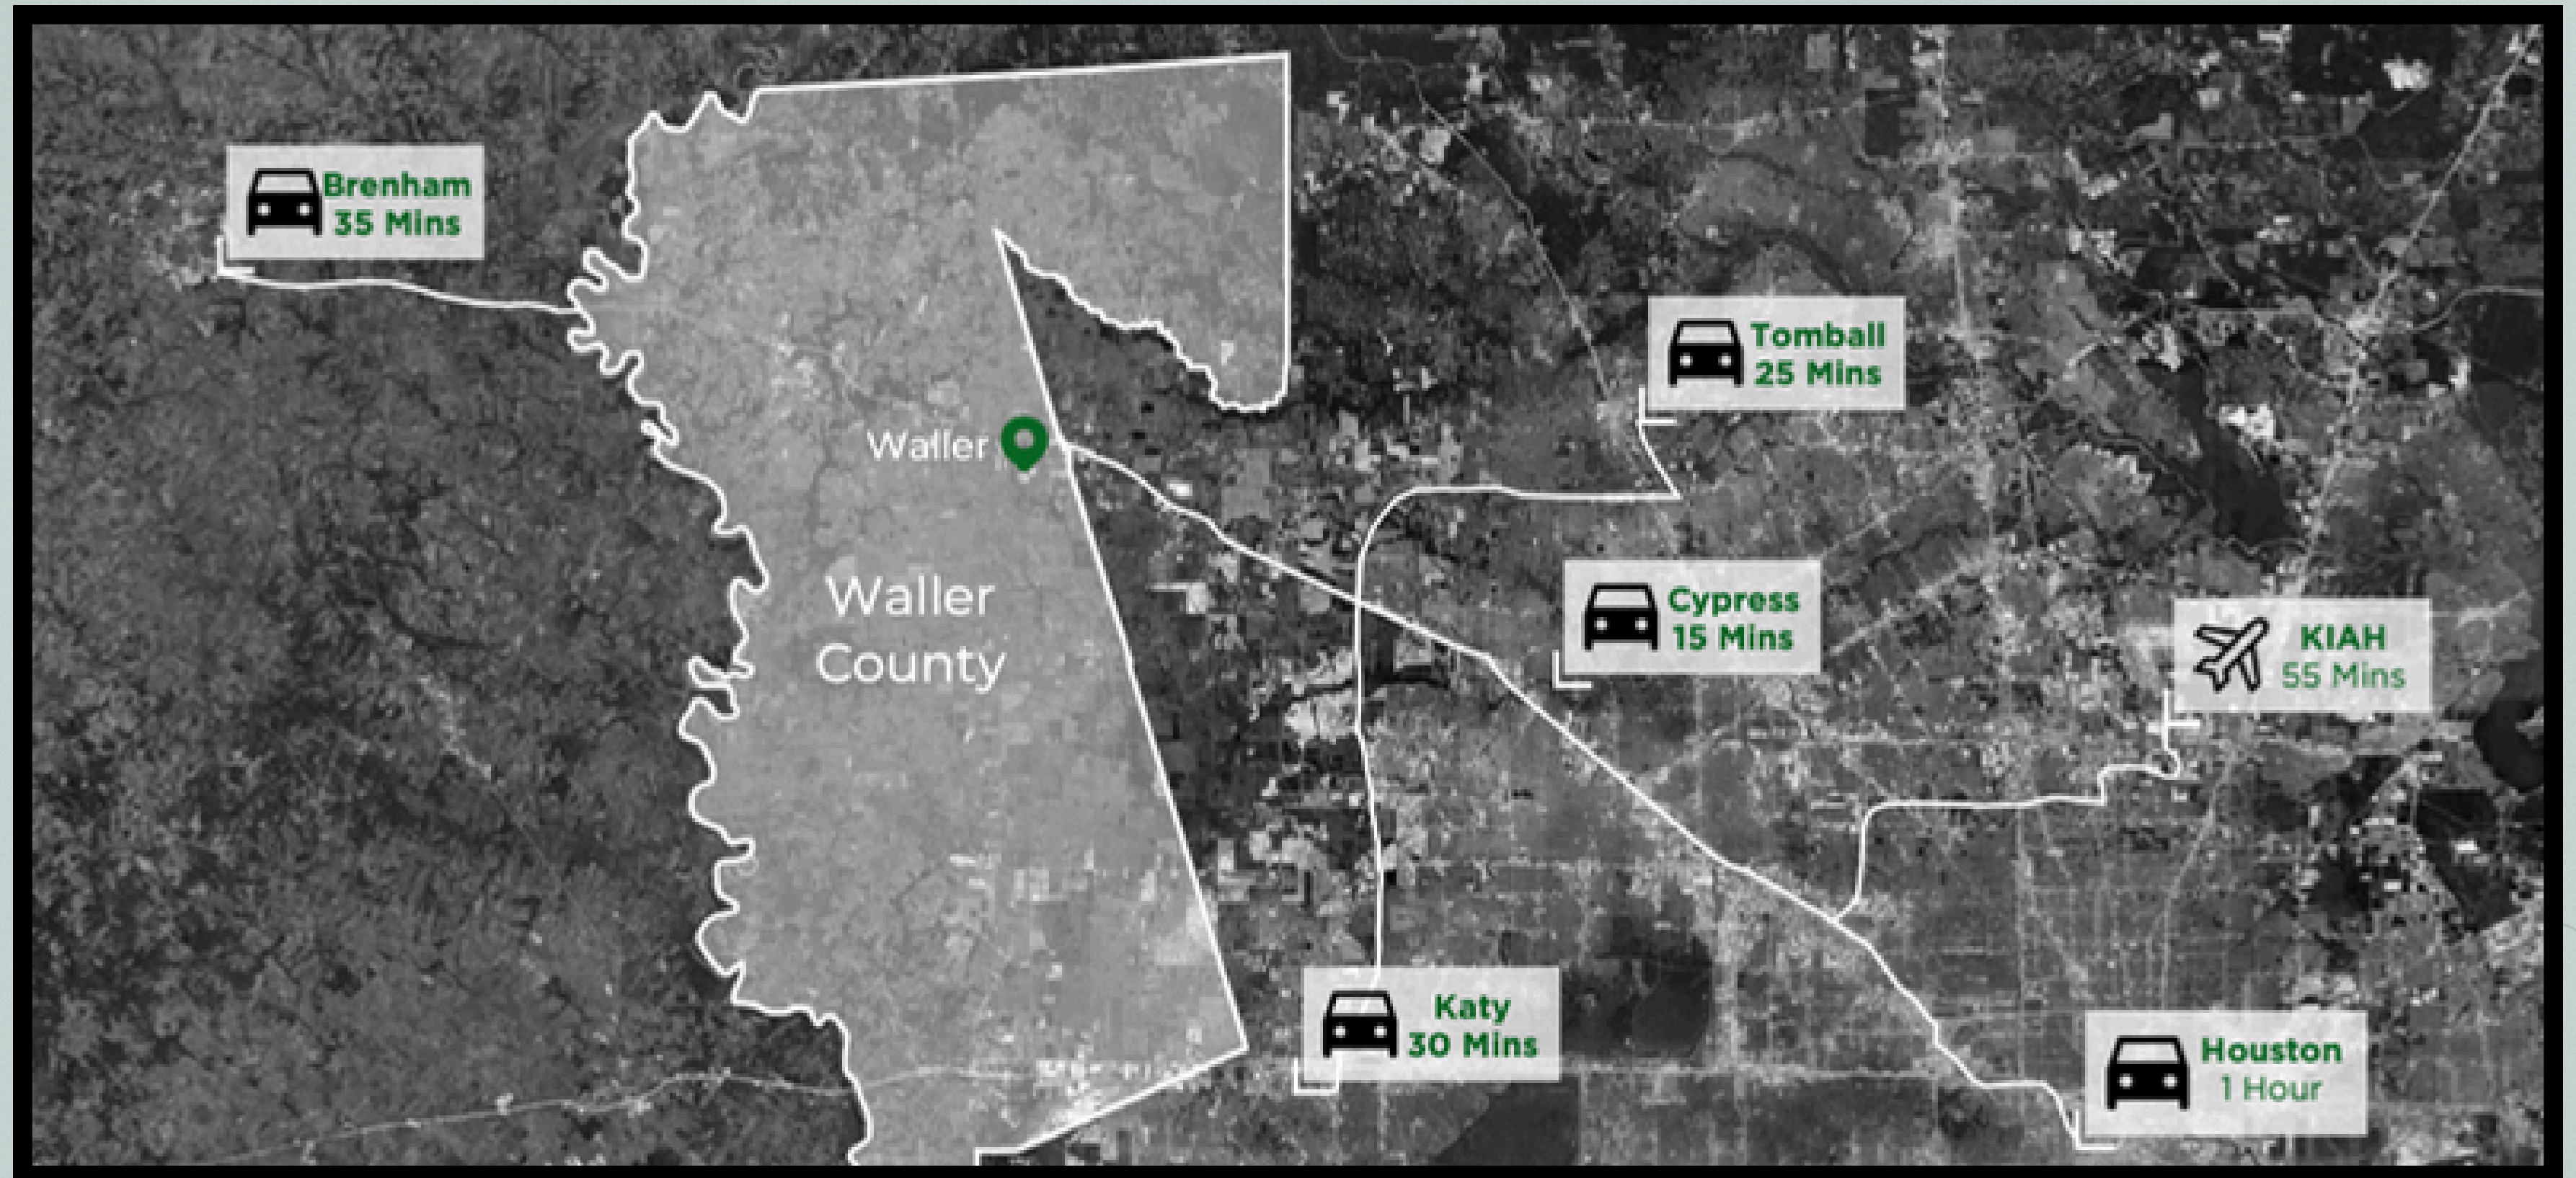 Brenham
35 Mins
Tomball
25 Mins
Waller
Cypress
15 Mins
Waller
County
KIAH
55 Mins
Katy
30 Mins
Houston
1 Hour